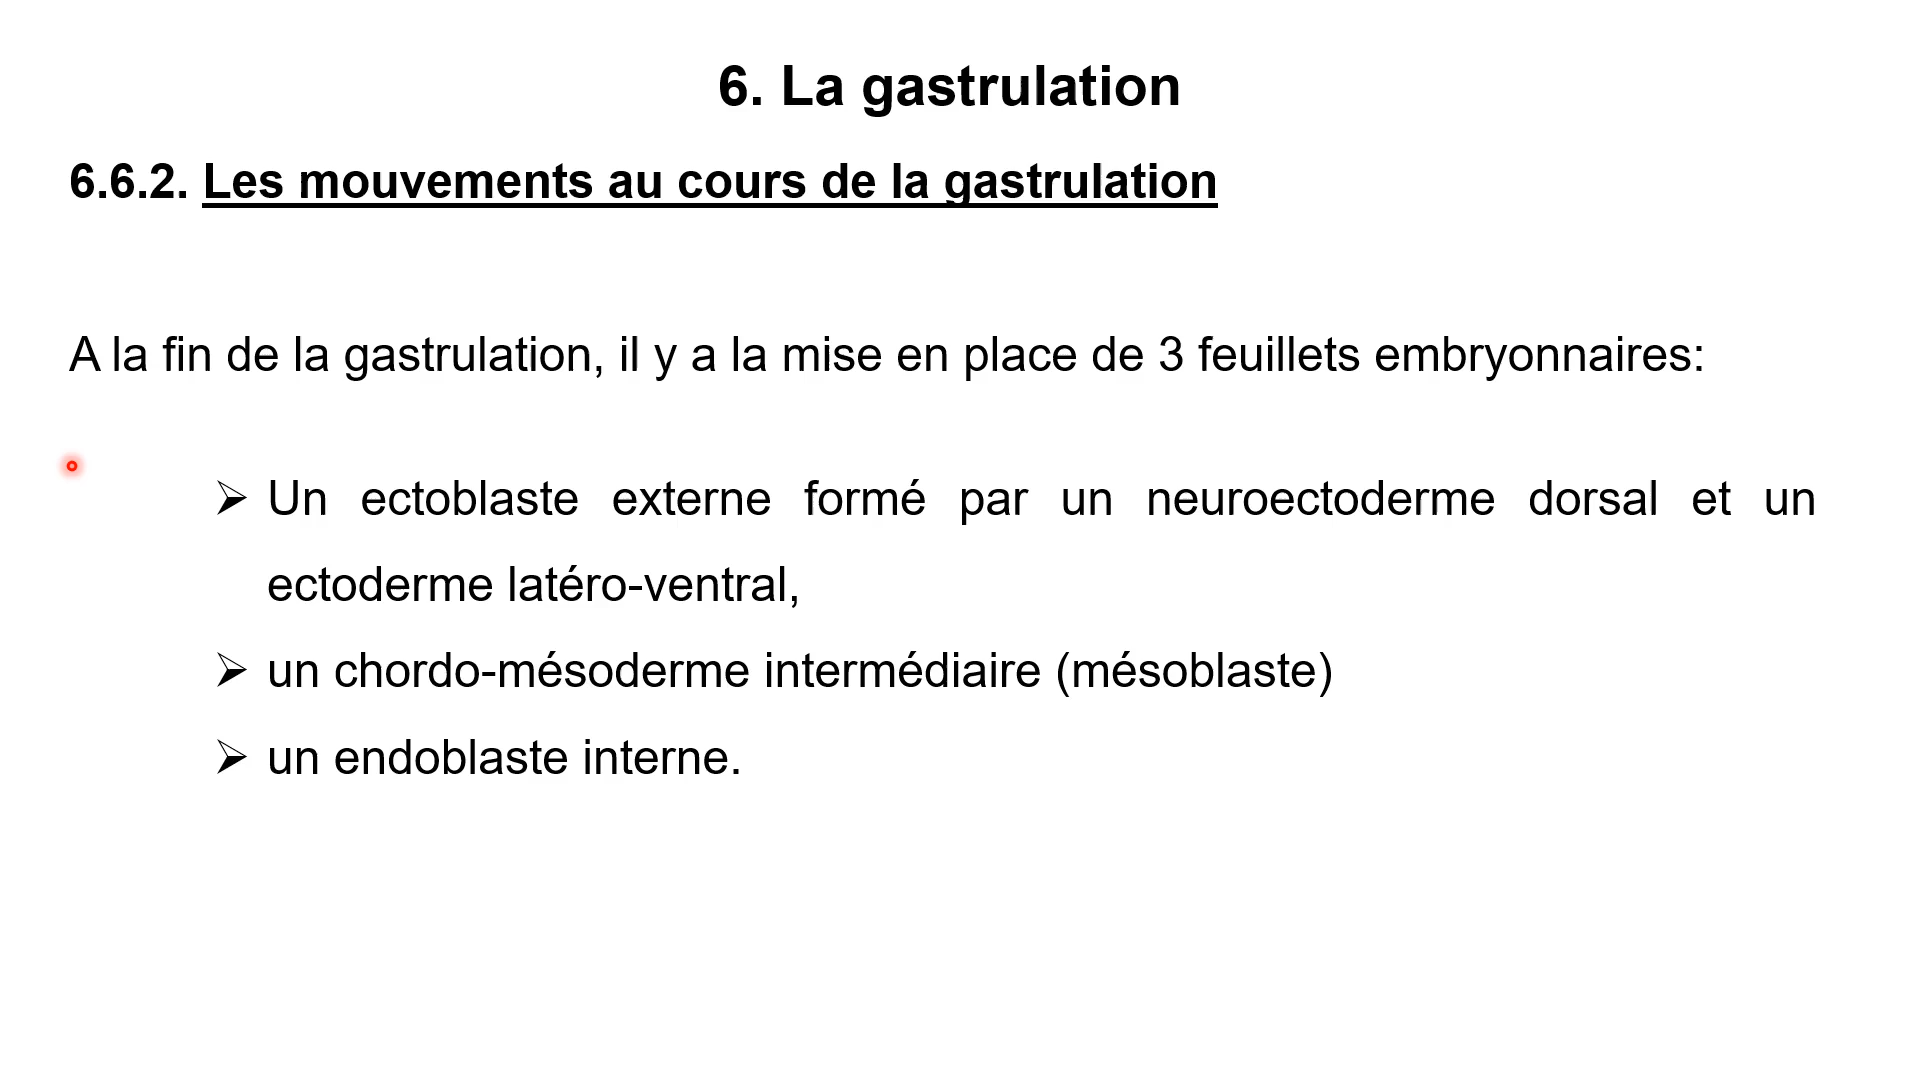 6. La gastrulation
6.6.2. Les mouvements au cours de la gastrulation
A la fin de la gastrulation, il y a la mise en place de 3 feuillets embryonnaires:
➢ Un ectoblaste externe formé par un neuroectoderme dorsal et un
ectoderme latéro-ventral,
➢ un chordo-mésoderme intermédiaire (mésoblaste)
➢ un endoblaste interne.